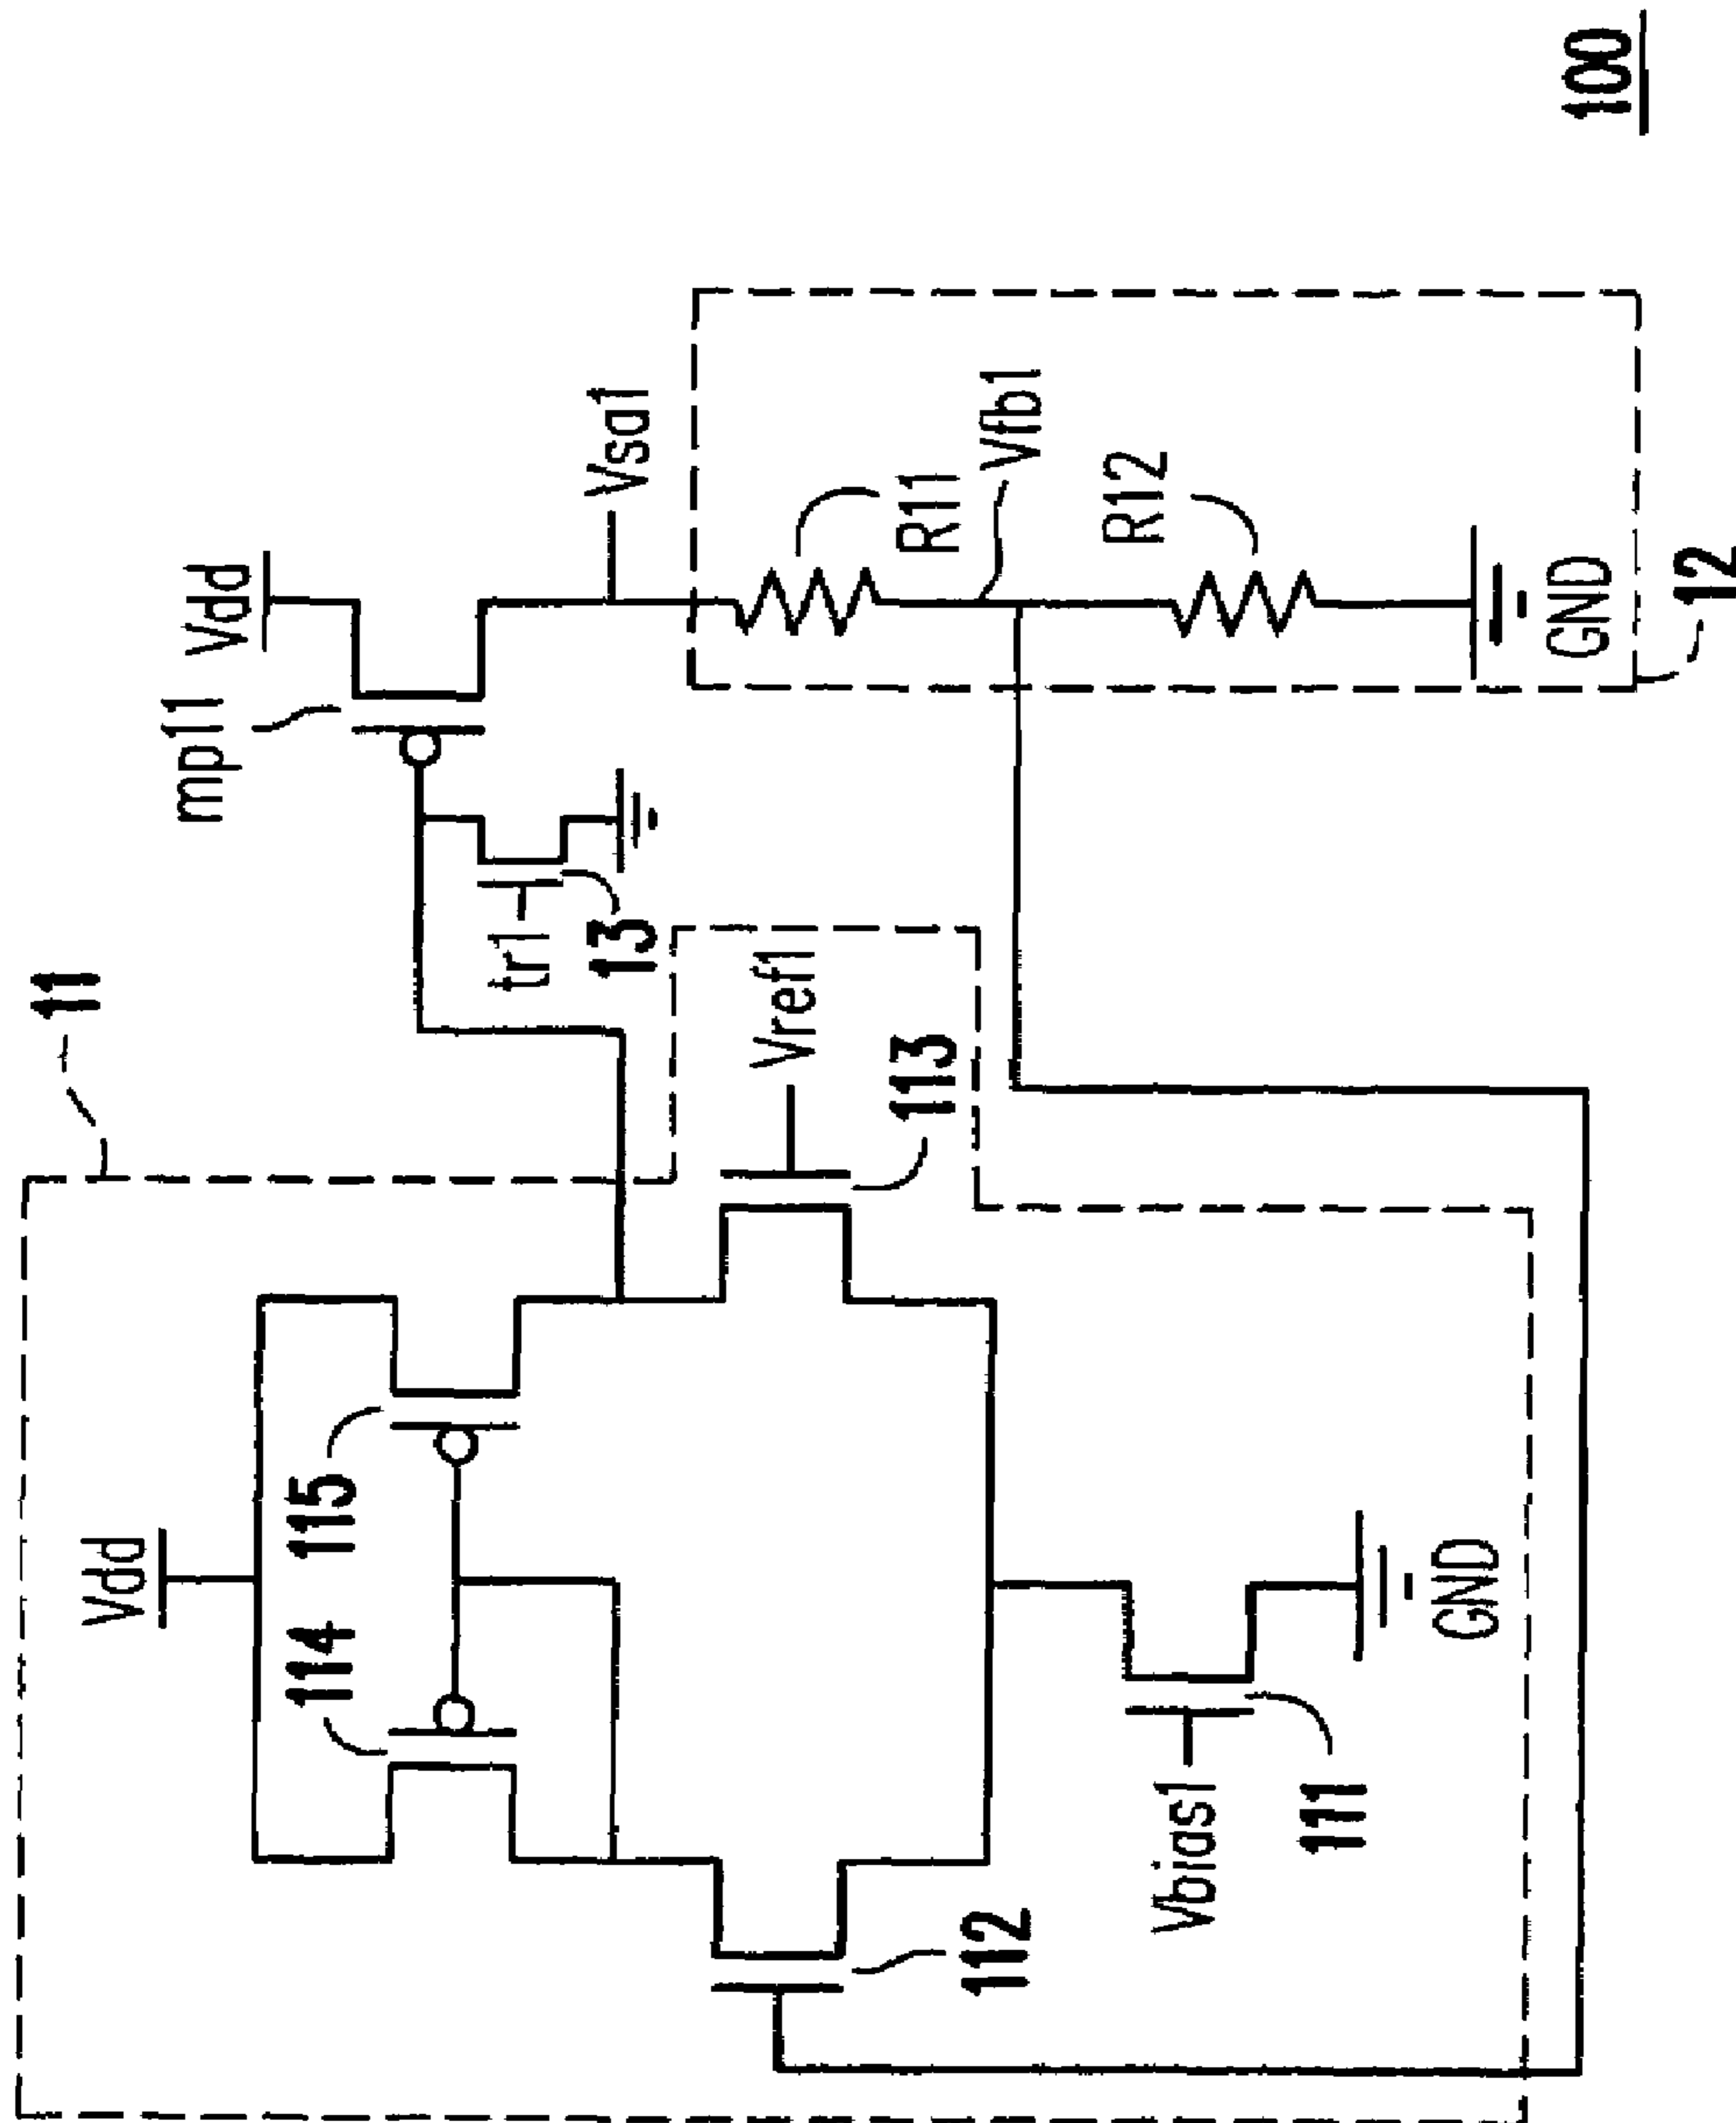 100
11
Vdd
114
115
112
Vbias1
111
GND
Vref1
113
mp11
Vdd
tr1
13
Vsa1
R11
Vfb1
R12
GND
12